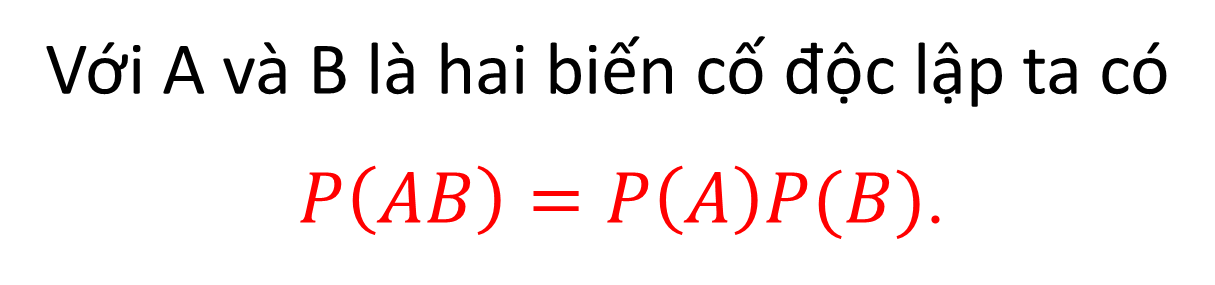 Với A và B là hai biến cố độc lập ta có
P(AB) = P(A)P(B).